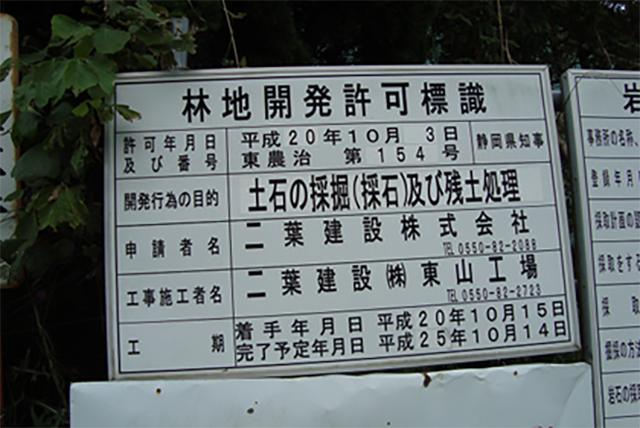 林地開発許可標識
許可年月日及び番号
平成20年10月 3日
東農治 第154号
静岡県知事
開発行為の目的
土石の採掘(採石)及び残土処理
申請者名
二葉建設株式会社
TEL 0550-82-2088
工事施工者名
二葉建設㈱東山工場
TEL 0550-82-2723
工期
着手年月日 平成20年10月15日
完了予定年月日 平成25年10月14日
岩
事務所の名称、
登録年月
採取計画の認
採取をする
採取
掘採の方法
岩石の採取